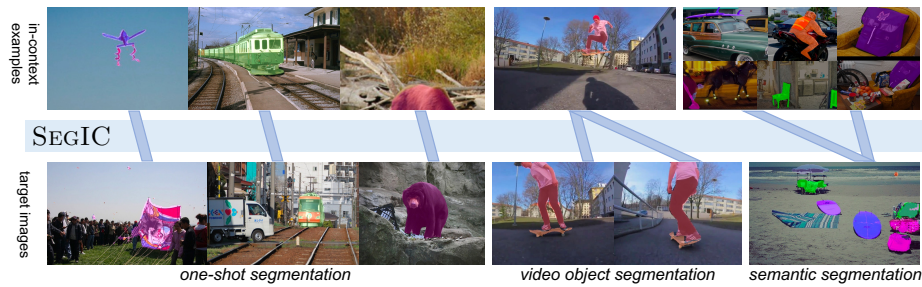 in-context
examples
SEGIC
target images
one-shot segmentation
video object segmentation
semantic segmentation